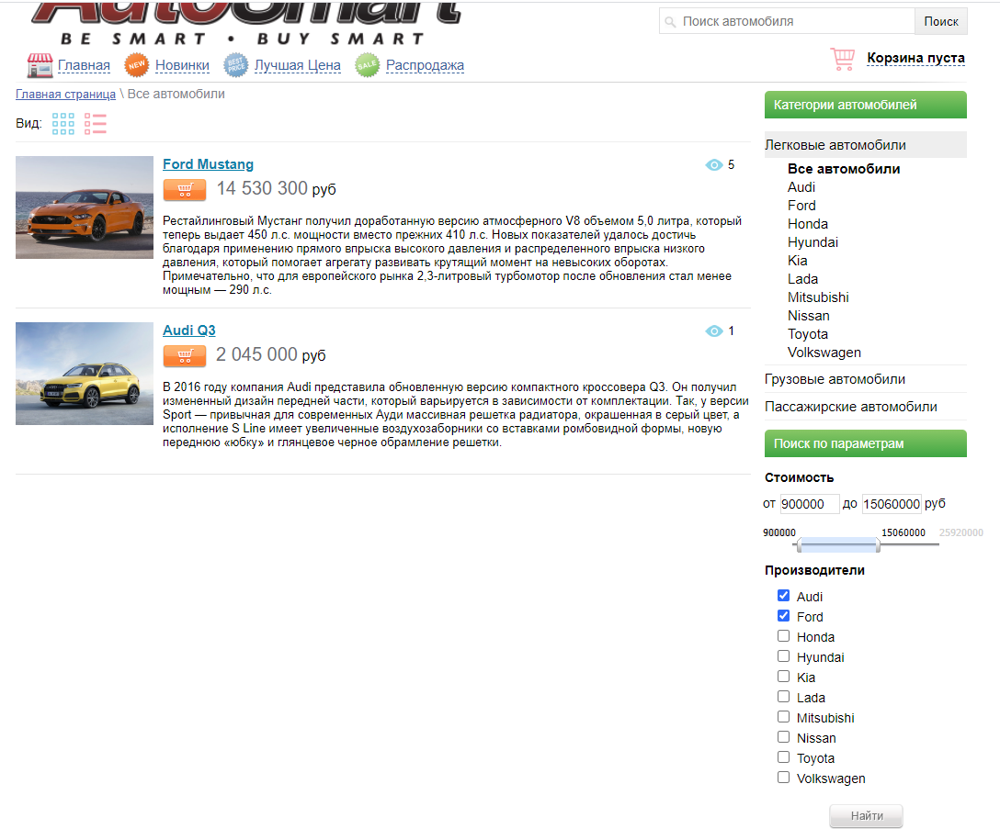 AutoSmart
BE SMART • BUY SMART
Поиск автомобиля
Поиск
Главная
NEW
Новинки
BEST PRICE
Лучшая Цена
SALE
Распродажа
Корзина пуста
Главная страница \ Все автомобили
Вид:
Ford Mustang
5
14 530 300 руб
Рестайлинговый Мустанг получил доработанную версию атмосферного V8 объемом 5,0 литра, который
теперь выдает 450 л.с. мощности вместо прежних 410 л.с. Новых показателей удалось достичь
благодаря применению прямого впрыска высокого давления и распределенного впрыска низкого
давления, который помогает агрегату развивать крутящий момент на невысоких оборотах.
Примечательно, что для европейского рынка 2,3-литровый турбомотор после обновления стал менее
мощным — 290 л.с.
Audi Q3
1
2 045 000 руб
В 2016 году компания Audi представила обновленную версию компактного кроссовера Q3. Он получил
измененный дизайн передней части, который варьируется в зависимости от комплектации. Так, у версии
Sport — привычная для современных Ауди массивная решетка радиатора, окрашенная в серый цвет, а
исполнение S Line имеет увеличенные воздухозаборники со вставками ромбовидной формы, новую
переднюю «юбку» и глянцевое черное обрамление решетки.
Категории автомобилей
Легковые автомобили
Все автомобили
Audi
Ford
Honda
Hyundai
Kia
Lada
Mitsubishi
Nissan
Toyota
Volkswagen
Грузовые автомобили
Пассажирские автомобили
Поиск по параметрам
Стоимость
от 900000 до 15060000 руб
900000 15060000 25920000
Производители
Audi
Ford
Honda
Hyundai
Kia
Lada
Mitsubishi
Nissan
Toyota
Volkswagen
Найти